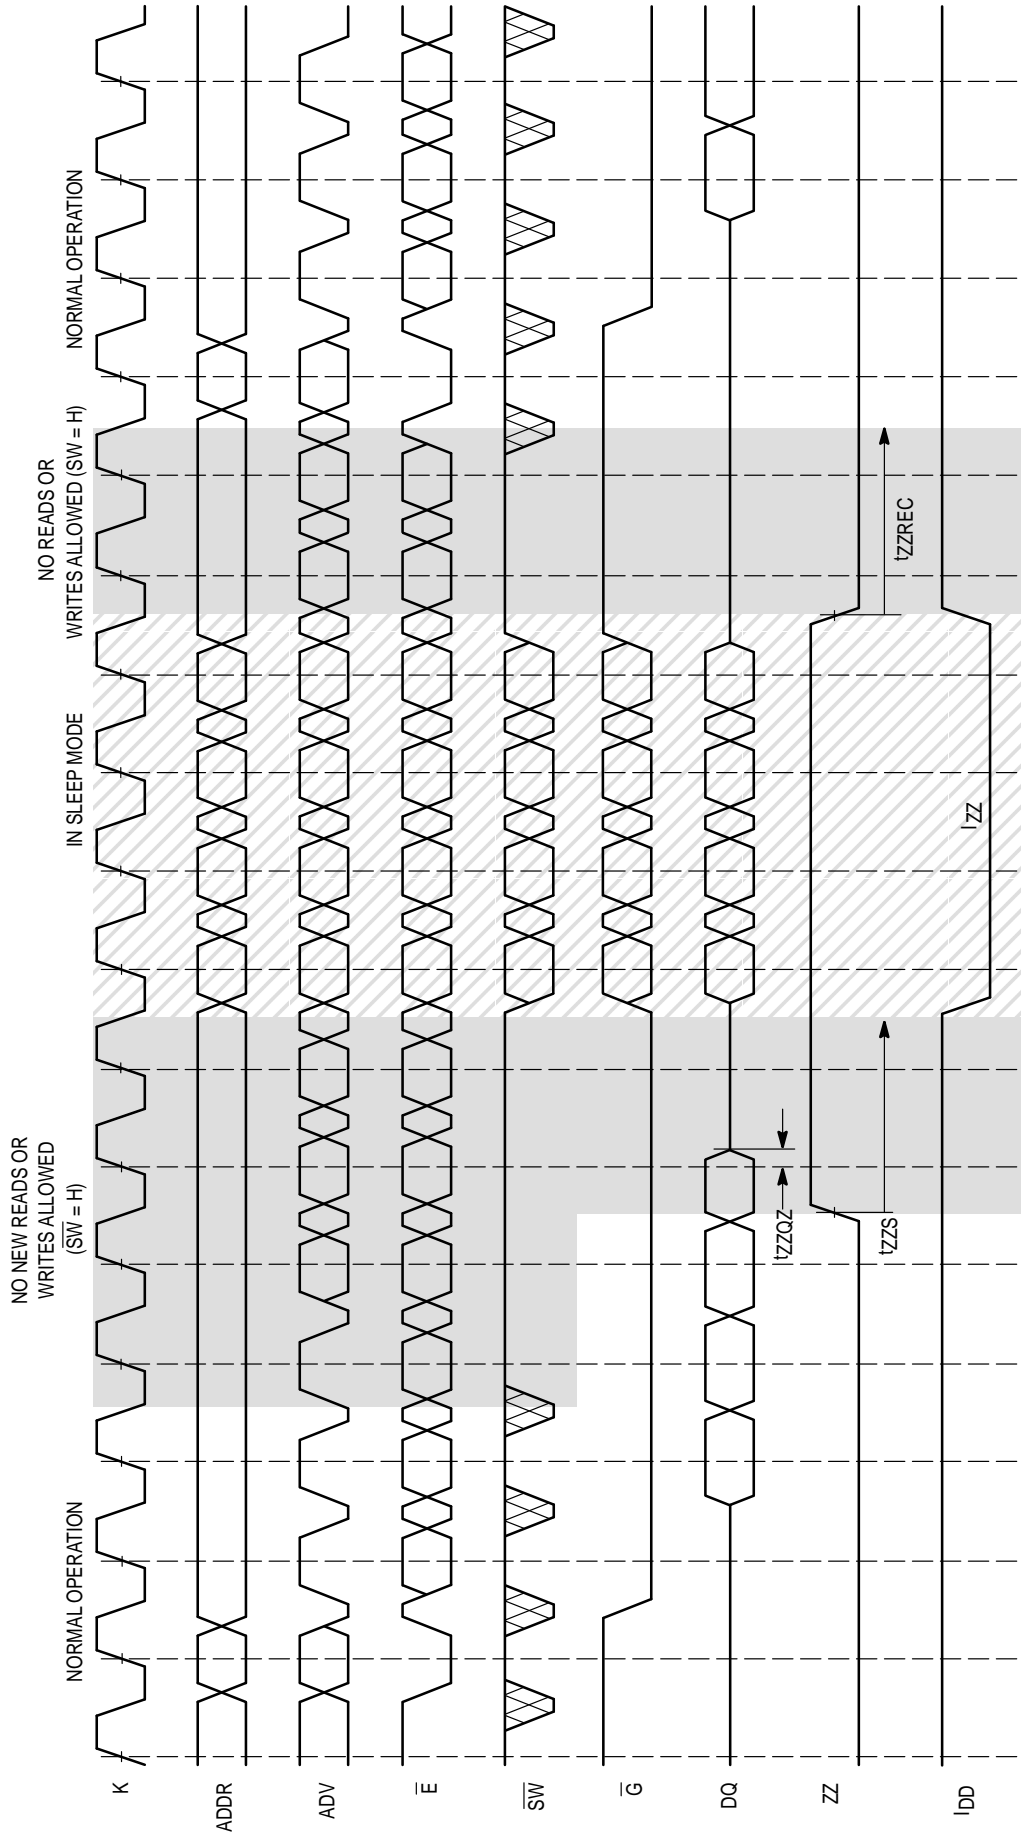 NORMAL OPERATION
NO NEW READS OR
WRITES ALLOWED
(SW = H)
IN SLEEP MODE
NO READS OR
WRITES ALLOWED (SW = H)
NORMAL OPERATION
K
ADDR
ADV
E
SW
G
DQ
tZZQZ
ZZ
tZZS
tZZREC
IDD
IZZ